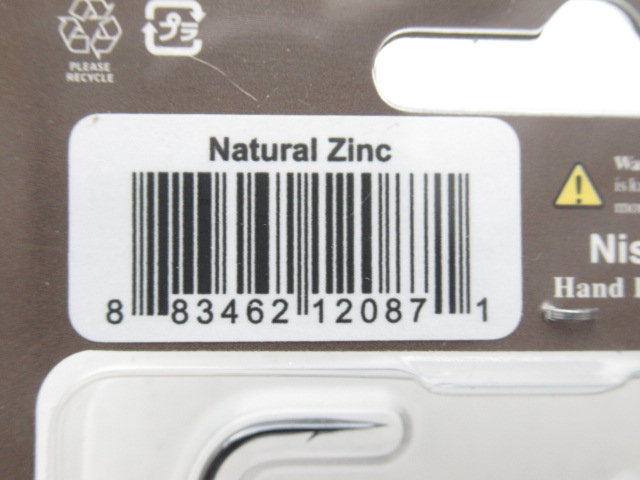 PLEASE
RECYCLE
プラ
Natural Zinc
8 83462 12087 1
Nis
Hand